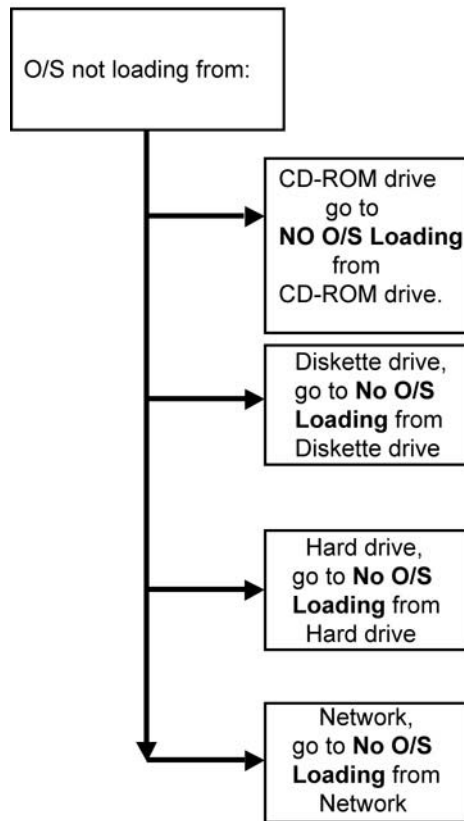 O/S not loading from:
CD-ROM drive
go to
NO O/S Loading
from
CD-ROM drive.
Diskette drive,
go to No O/S
Loading from
Diskette drive
Hard drive,
go to No O/S
Loading from
Hard drive
Network,
go to No O/S
Loading from
Network